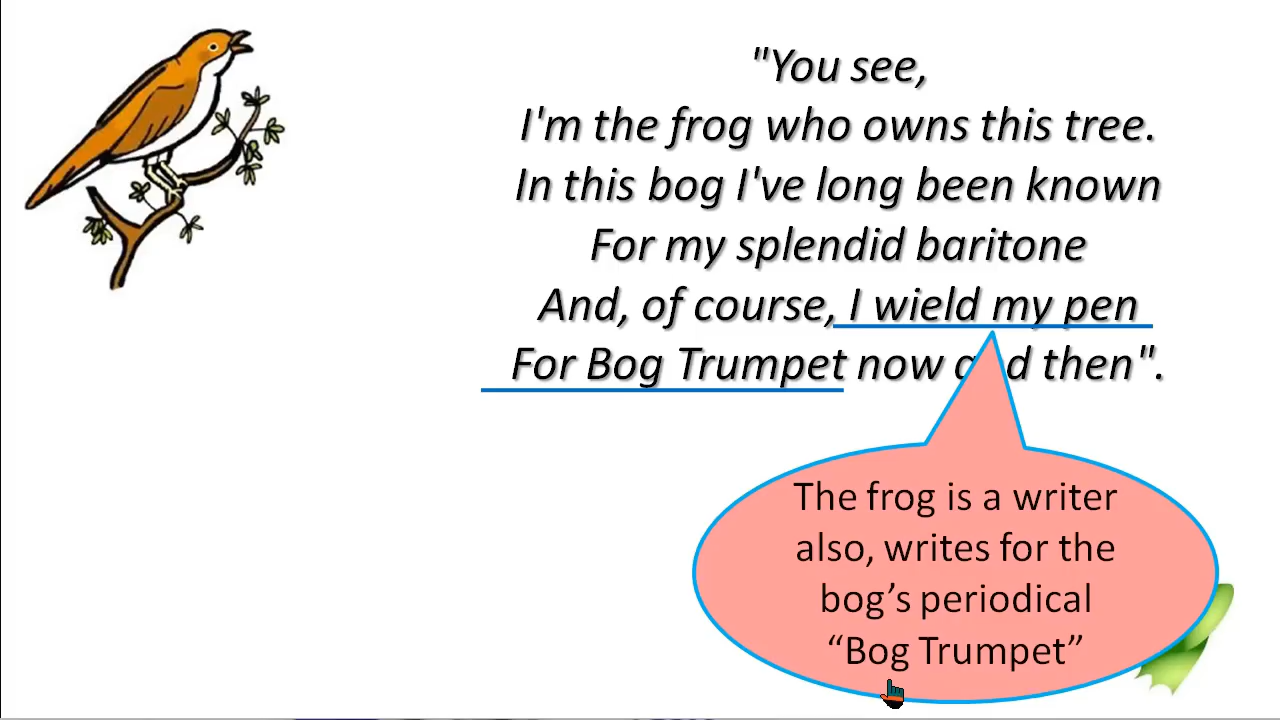 "You see,
I'm the frog who owns this tree.
In this bog I've long been known
For my splendid baritone
And, of course, I wield my pen
For Bog Trumpet now and then".
The frog is a writer
also, writes for the
bog’s periodical
“Bog Trumpet”